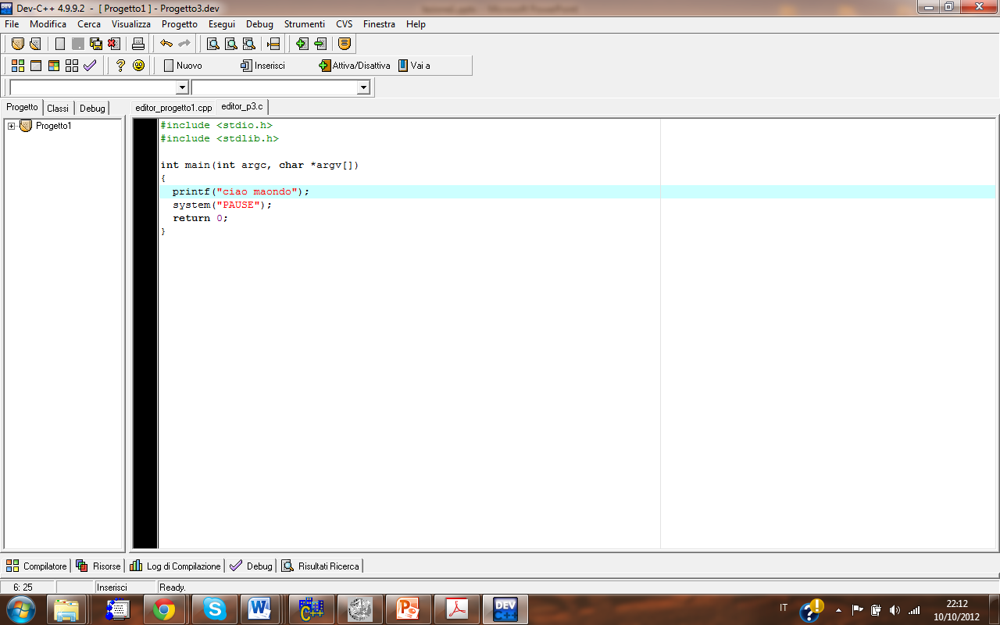 Dev-C++ 4.9.9.2 - [ Progetto1 ] - Progetto3.dev
File Modifica Cerca Visualizza Progetto Esegui Debug Strumenti CVS Finestra Help
Nuovo Inserisci Attiva/Disattiva Vai a
Progetto Classi Debug editor_progetto1.cpp editor_p3.c
Progetto1
#include <stdio.h>
#include <stdlib.h>
int main(int argc, char *argv[])
{
printf("ciao maondo");
system("PAUSE");
return 0;
}
Compilatore Risorse Log di Compilazione Debug Risultati Ricerca
6: 25 Inserisci Ready.
IT 22:12
10/10/2012
DEV C++